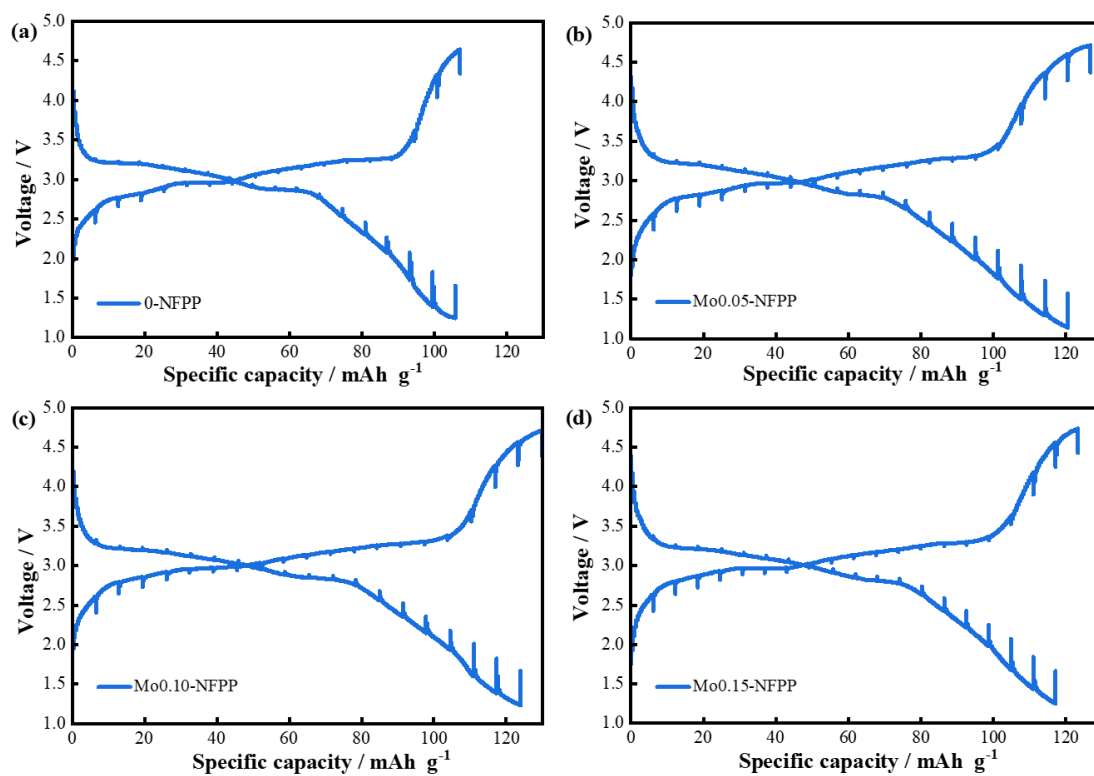 (a)
5.0
4.5
4.0
3.5
3.0
2.5
2.0
1.5
1.0
Voltage / V
0-NFPP
0 20 40 60 80 100 120
Specific capacity / mAh g⁻¹
(b)
5.0
4.5
4.0
3.5
3.0
2.5
2.0
1.5
1.0
Voltage / V
Mo0.05-NFPP
0 20 40 60 80 100 120
Specific capacity / mAh g⁻¹
(c)
5.0
4.5
4.0
3.5
3.0
2.5
2.0
1.5
1.0
Voltage / V
Mo0.10-NFPP
0 20 40 60 80 100 120
Specific capacity / mAh g⁻¹
(d)
5.0
4.5
4.0
3.5
3.0
2.5
2.0
1.5
1.0
Voltage / V
Mo0.15-NFPP
0 20 40 60 80 100 120
Specific capacity / mAh g⁻¹